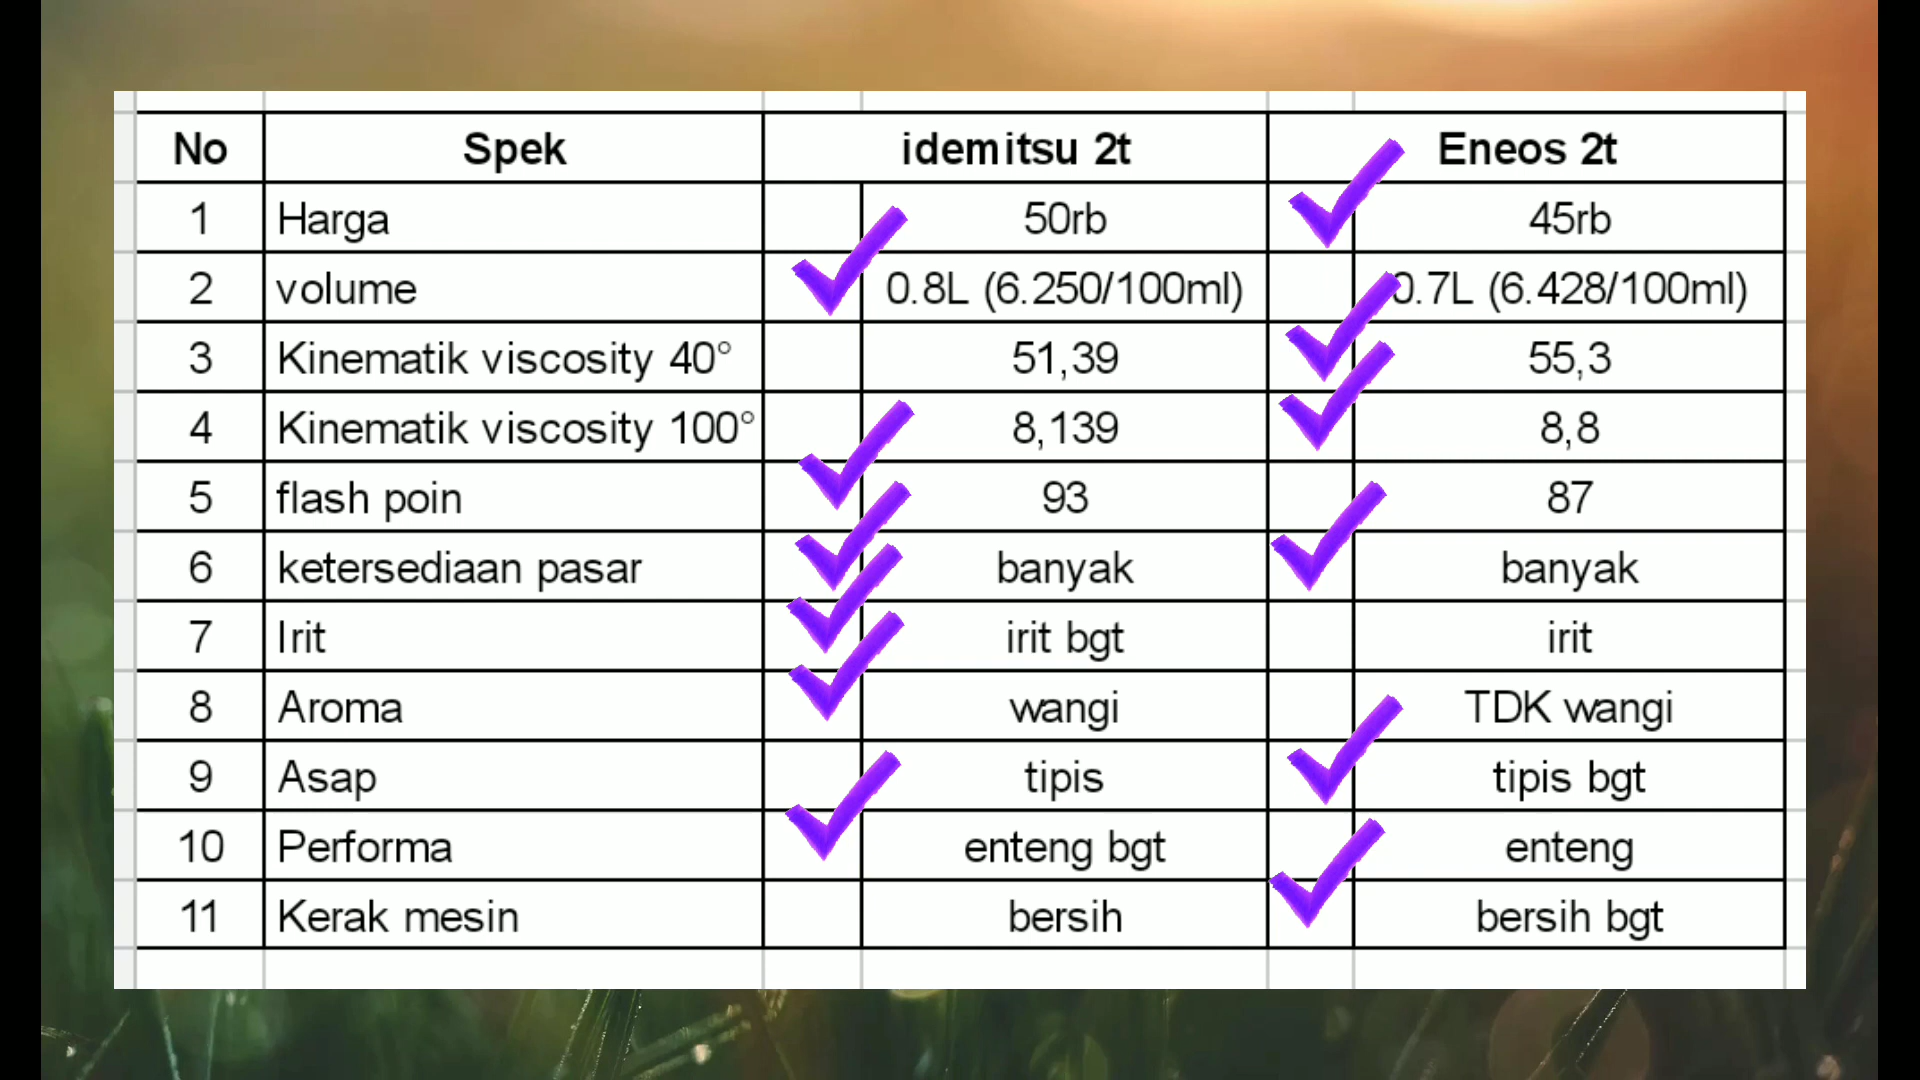 No Spek idemitsu 2t Eneos 2t
1 Harga 50rb 45rb
2 volume 0.8L (6.250/100ml) 0.7L (6.428/100ml)
3 Kinematik viscosity 40° 51,39 55,3
4 Kinematik viscosity 100° 8,139 8,8
5 flash poin 93 87
6 ketersediaan pasar banyak banyak
7 Irit irit bgt irit
8 Aroma wangi TDK wangi
9 Asap tipis tipis bgt
10 Performa enteng bgt enteng
11 Kerak mesin bersih bersih bgt